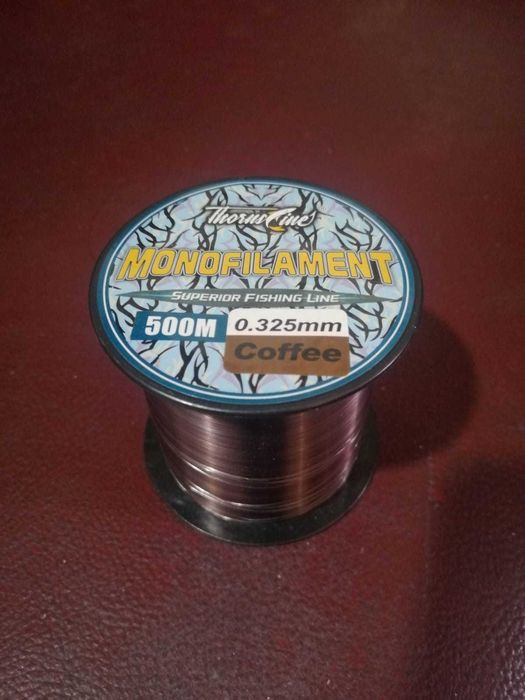 ThornsLine
MONOFILAMENT
SUPERIOR FISHING LINE
500M 0.325mm
Coffee